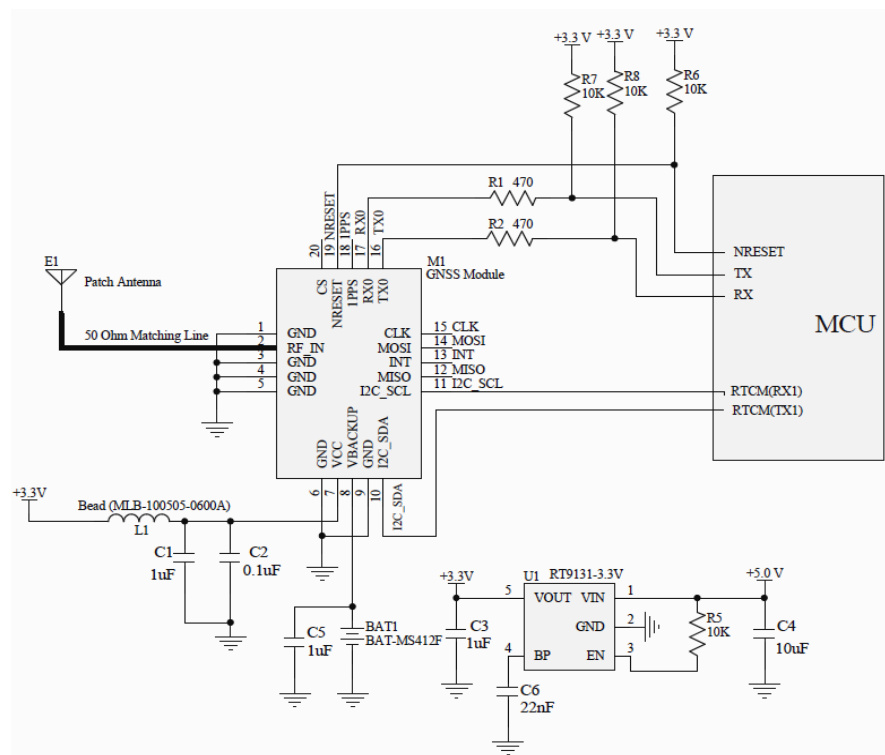 +3.3 V
+3.3 V
+3.3 V
R7
10K
R8
10K
R6
10K
R1 470
R2 470
20
19 NRESET
18 1PPS
17 RX0
16 TX0
M1
GNSS Module
CS
NRESET
1PPS
RX0
TX0
E1
Patch Antenna
50 Ohm Matching Line
1 GND
2 RF_IN
3 GND
4 GND
5 GND
CLK 15 CLK
MOSI 14 MOSI
INT 13 INT
MISO 12 MISO
I2C_SCL 11 I2C_SCL
GND
VCC
VBACKUP
GND
I2C_SDA
6
7
8
9
10
I2C_SDA
NRESET
TX
RX
MCU
RTCM(RX1)
RTCM(TX1)
+3.3V
Bead (MLB-100505-0600A)
L1
C1
1uF
C2
0.1uF
C5
1uF
BAT1
BAT-MS412F
+3.3V
U1 RT9131-3.3V
+5.0 V
5 VOUT VIN 1
GND 2
4 BP EN 3
C3
1uF
R5
10K
C4
10uF
C6
22nF